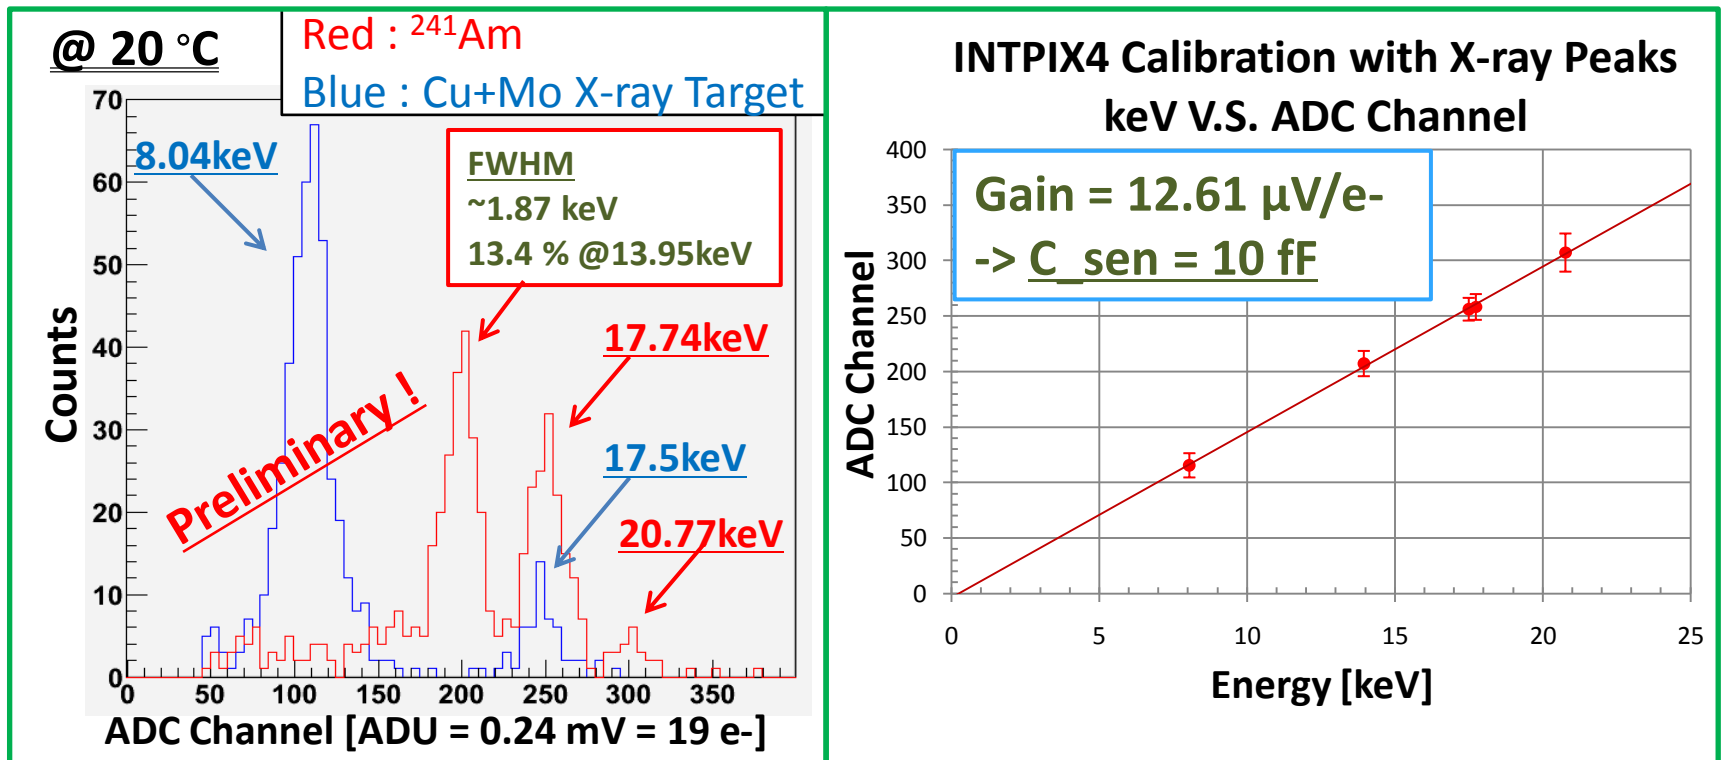 @ 20 °C
Red : ²⁴¹Am
Blue : Cu+Mo X-ray Target
70
60
50
40
30
20
10
0
Counts
8.04keV
FWHM
~1.87 keV
13.4 % @13.95keV
17.74keV
17.5keV
20.77keV
Preliminary !
0 50 100 150 200 250 300 350
ADC Channel [ADU = 0.24 mV = 19 e-]
INTPIX4 Calibration with X-ray Peaks
keV V.S. ADC Channel
Gain = 12.61 µV/e-
-> C_sen = 10 fF
400
350
300
250
200
150
100
50
0
ADC Channel
0 5 10 15 20 25
Energy [keV]